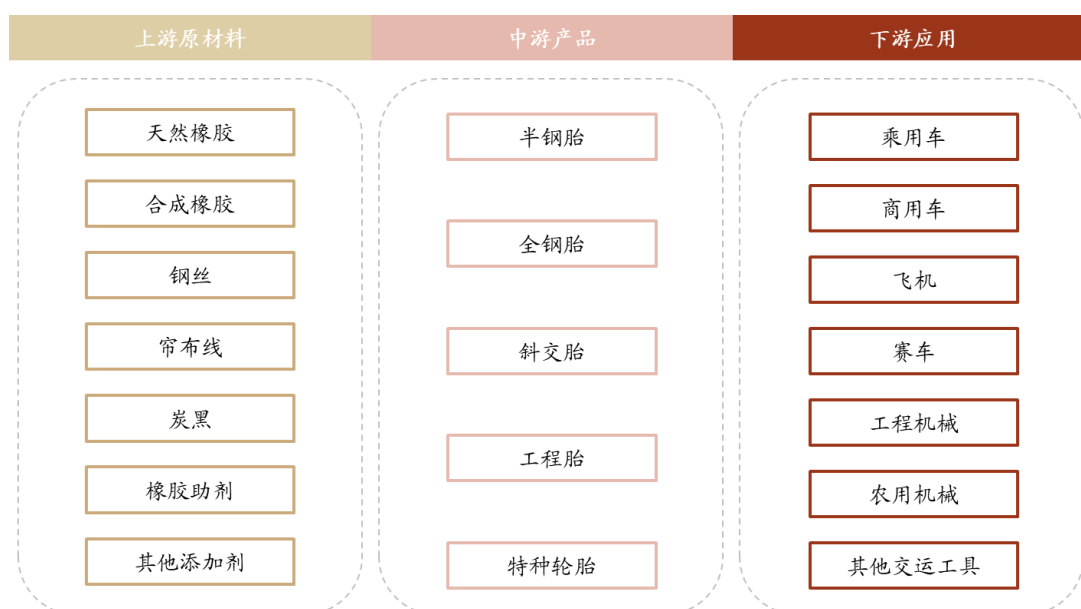 上游原材料
中游产品
下游应用
天然橡胶
合成橡胶
钢丝
帘布线
炭黑
橡胶助剂
其他添加剂
半钢胎
全钢胎
斜交胎
工程胎
特种轮胎
乘用车
商用车
飞机
赛车
工程机械
农用机械
其他交运工具